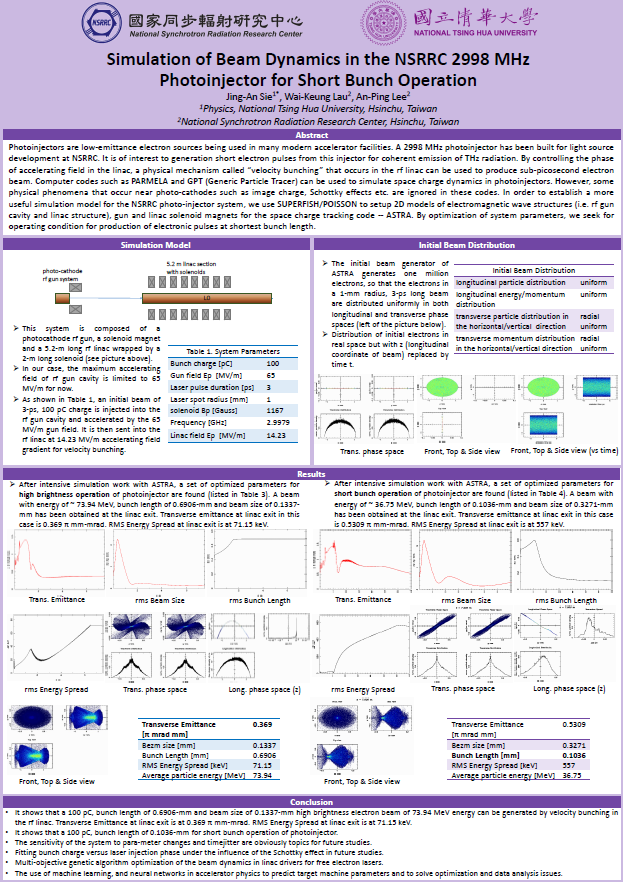 國家同步輻射研究中心
National Synchrotron Radiation Research Center
NSRRC
國立清華大學
NATIONAL TSING HUA UNIVERSITY
Simulation of Beam Dynamics in the NSRRC 2998 MHz
Photoinjector for Short Bunch Operation
Jing-An Sie1*, Wai-Keung Lau2, An-Ping Lee2
1Physics, National Tsing Hua University, Hsinchu, Taiwan
2National Synchrotron Radiation Research Center, Hsinchu, Taiwan
Abstract
Photoinjectors are low-emittance electron sources being used in many modern accelerator facilities. A 2998 MHz photoinjector has been built for light source
development at NSRRC. It is of interest to generation short electron pulses from this injector for coherent emission of THz radiation. By controlling the phase
of accelerating field in the linac, a physical mechanism called "velocity bunching" that occurs in the rf linac can be used to produce sub-picosecond electron
beam. Computer codes such as PARMELA and GPT (Generic Particle Tracer) can be used to simulate space charge dynamics in photoinjectors. However, some
physical phenomena that occur near photo-cathodes such as image charge, Schottky effects etc. are ignored in these codes. In order to establish a more
useful simulation model for the NSRRC photo-injector system, we use SUPERFISH/POISSON to setup 2D models of electromagnetic wave structures (i.e. rf gun
cavity and linac structure), gun and linac solenoid magnets for the space charge tracking code -- ASTRA. By optimization of system parameters, we seek for
operating condition for production of electronic pulses at shortest bunch length.
Simulation Model
photo-cathode
rf gun system
5.2 m linac section
with solenoids
L0
➢ This system is composed of a
photocathode rf gun, a solenoid magnet
and a 5.2-m long rf linac wrapped by a
2-m long solenoid (see picture above).
➢ In our case, the maximum accelerating
field of rf gun cavity is limited to 65
MV/m for now.
➢ As shown in Table 1, an initial beam of
3-ps, 100 pC charge is injected into the
rf gun cavity and accelerated by the 65
MV/m gun field. It is then sent into the
rf linac at 14.23 MV/m accelerating field
gradient for velocity bunching.
Table 1. System Parameters
Bunch charge [pC] 100
Gun field Ep [MV/m] 65
Laser pulse duration [ps] 3
Laser spot radius [mm] 1
solenoid Bp [Gauss] 1167
Frequency [GHz] 2.9979
Linac field Ep [MV/m] 14.23
Initial Beam Distribution
➢ The initial beam generator of
ASTRA generates one million
electrons, so that the electrons in
a 1-mm radius, 3-ps long beam
are distributed uniformly in both
longitudinal and transverse phase
spaces (left of the picture below).
➢ Distribution of initial electrons in
real space but with z (longitudinal
coordinate of beam) replaced by
time t.
Initial Beam Distribution
longitudinal particle distribution uniform
longitudinal energy/momentum uniform
distribution
transverse particle distribution in radial
the horizontal/vertical direction uniform
transverse momentum distribution radial
in the horizontal/vertical direction uniform
Trans. phase space
Front, Top & Side view
Front, Top & Side view (vs time)
Results
➢ After intensive simulation work with ASTRA, a set of optimized parameters for
high brightness operation of photoinjector are found (listed in Table 3). A beam
with energy of ~ 73.94 MeV, bunch length of 0.6906-mm and beam size of 0.1337-
mm has been obtained at the linac exit. Transverse emittance at linac exit in this
case is 0.369 π mm-mrad. RMS Energy Spread at linac exit is at 71.15 keV.
Trans. Emittance
rms Beam Size
rms Bunch Length
rms Energy Spread
Trans. phase space
Long. phase space (z)
Front, Top & Side view
Transverse Emittance 0.369
[π mrad mm]
Bezm size [mm] 0.1337
Bunch Length [mm] 0.6906
RMS Energy Spread [keV] 71.15
Average particle energy [MeV] 73.94
➢ After intensive simulation work with ASTRA, a set of optimized parameters for
short bunch operation of photoinjector are found (listed in Table 4). A beam with
energy of ~ 36.75 MeV, bunch length of 0.1036-mm and beam size of 0.3271-mm
has been obtained at the linac exit. Transverse emittance at linac exit in this case
is 0.5309 π mm-mrad. RMS Energy Spread at linac exit is at 557 keV.
Trans. Emittance
rms Beam Size
rms Bunch Length
rms Energy Spread
Trans. phase space
Long. phase space (z)
Front, Top & Side view
Transverse Emittance 0.5309
[π mrad mm]
Bezm size [mm] 0.3271
Bunch Length [mm] 0.1036
RMS Energy Spread [keV] 557
Average particle energy [MeV] 36.75
Conclusion
• It shows that a 100 pC, bunch length of 0.6906-mm and beam size of 0.1337-mm high brightness electron beam of 73.94 MeV energy can be generated by velocity bunching in
the rf linac. Transverse Emittance at linac exit is at 0.369 π mm-mrad. RMS Energy Spread at linac exit is at 71.15 keV.
• It shows that a 100 pC, bunch length of 0.1036-mm for short bunch operation of photoinjector.
• The sensitivity of the system to para-meter changes and timejitter are obviously topics for future studies.
• Fitting bunch charge versus laser injection phase under the influence of the Schottky effect in future studies.
• Multi-objective genetic algorithm optimization of the beam dynamics in linac drivers for free electron lasers.
• The use of machine learning, and neural networks in accelerator physics to predict target machine parameters and to solve optimization and data analysis issues.